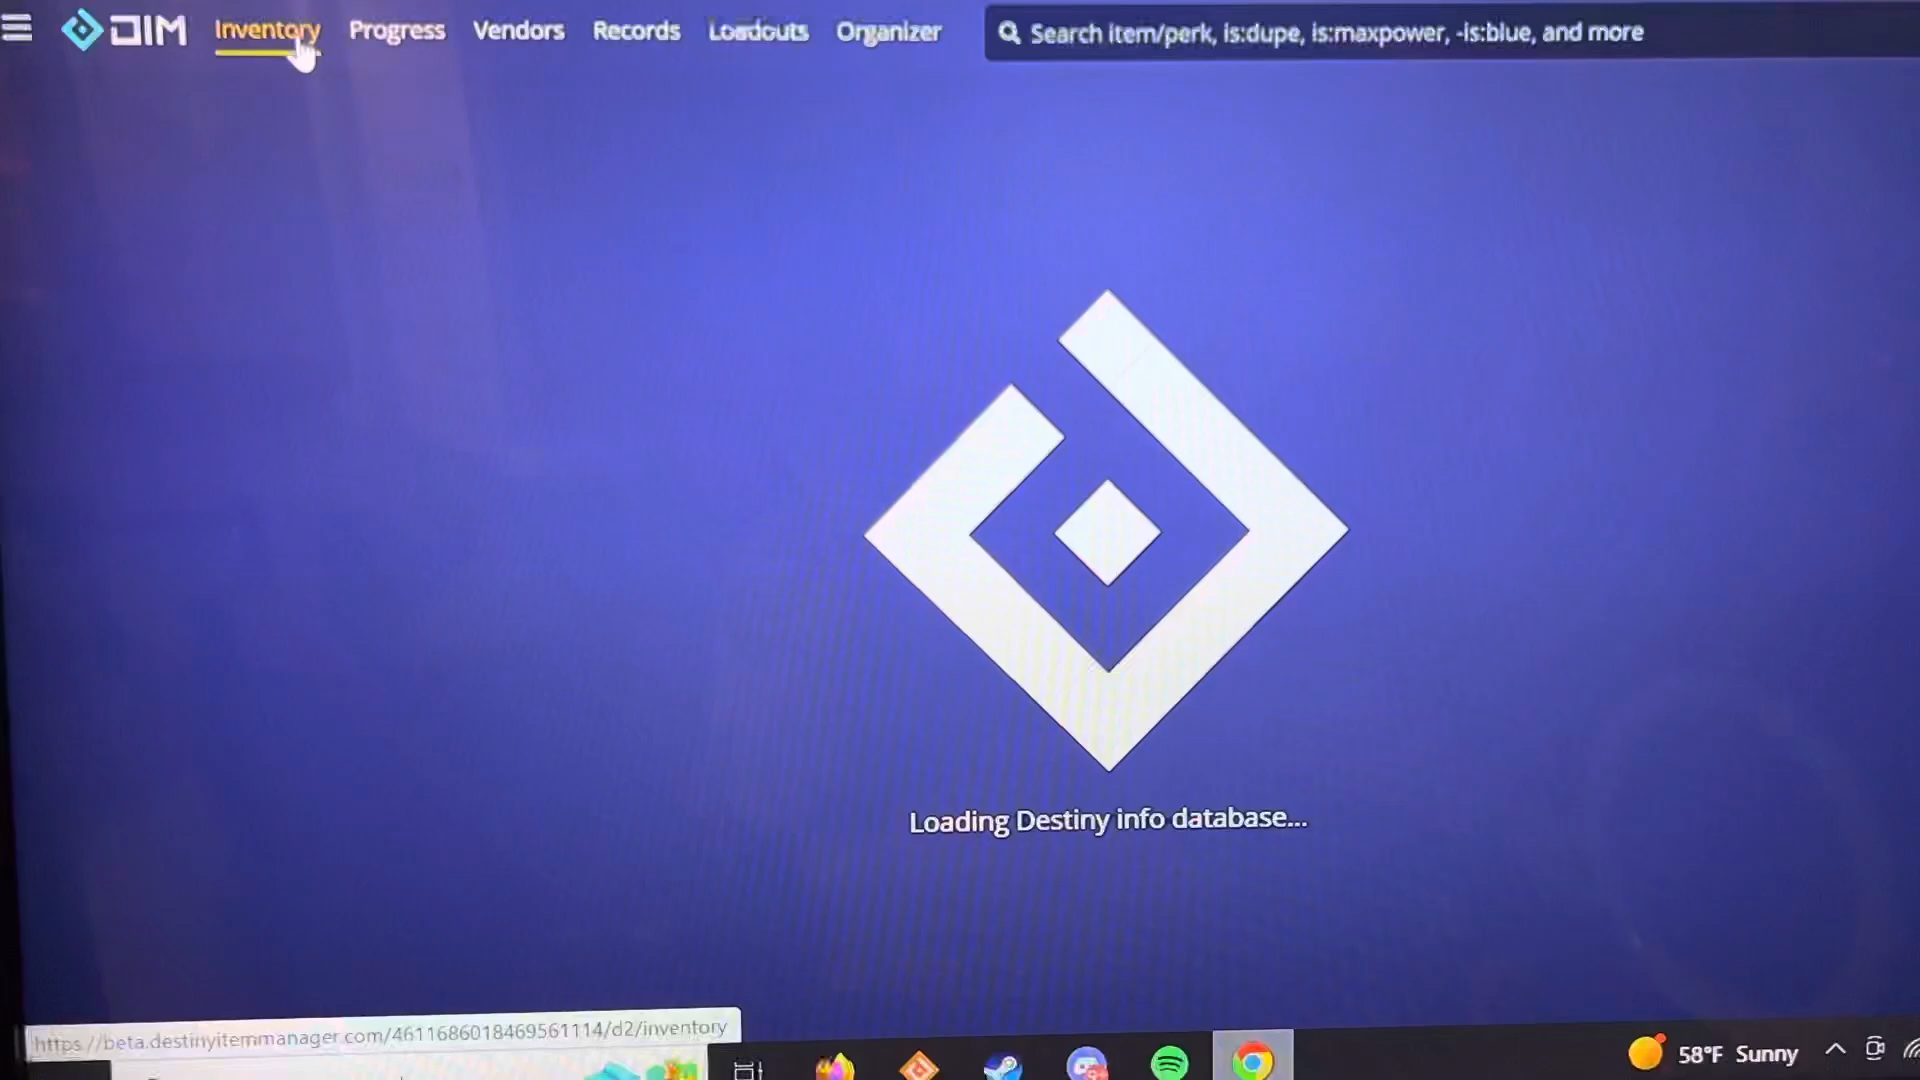 DIM Inventory Progress Vendors Records Loadouts Organizer Search item/perk, is:dupe, is:maxpower, -is:blue, and more
Loading Destiny info database...
https://beta.destinyitemmanager.com/4611686018469561114/d2/inventory
58°F Sunny